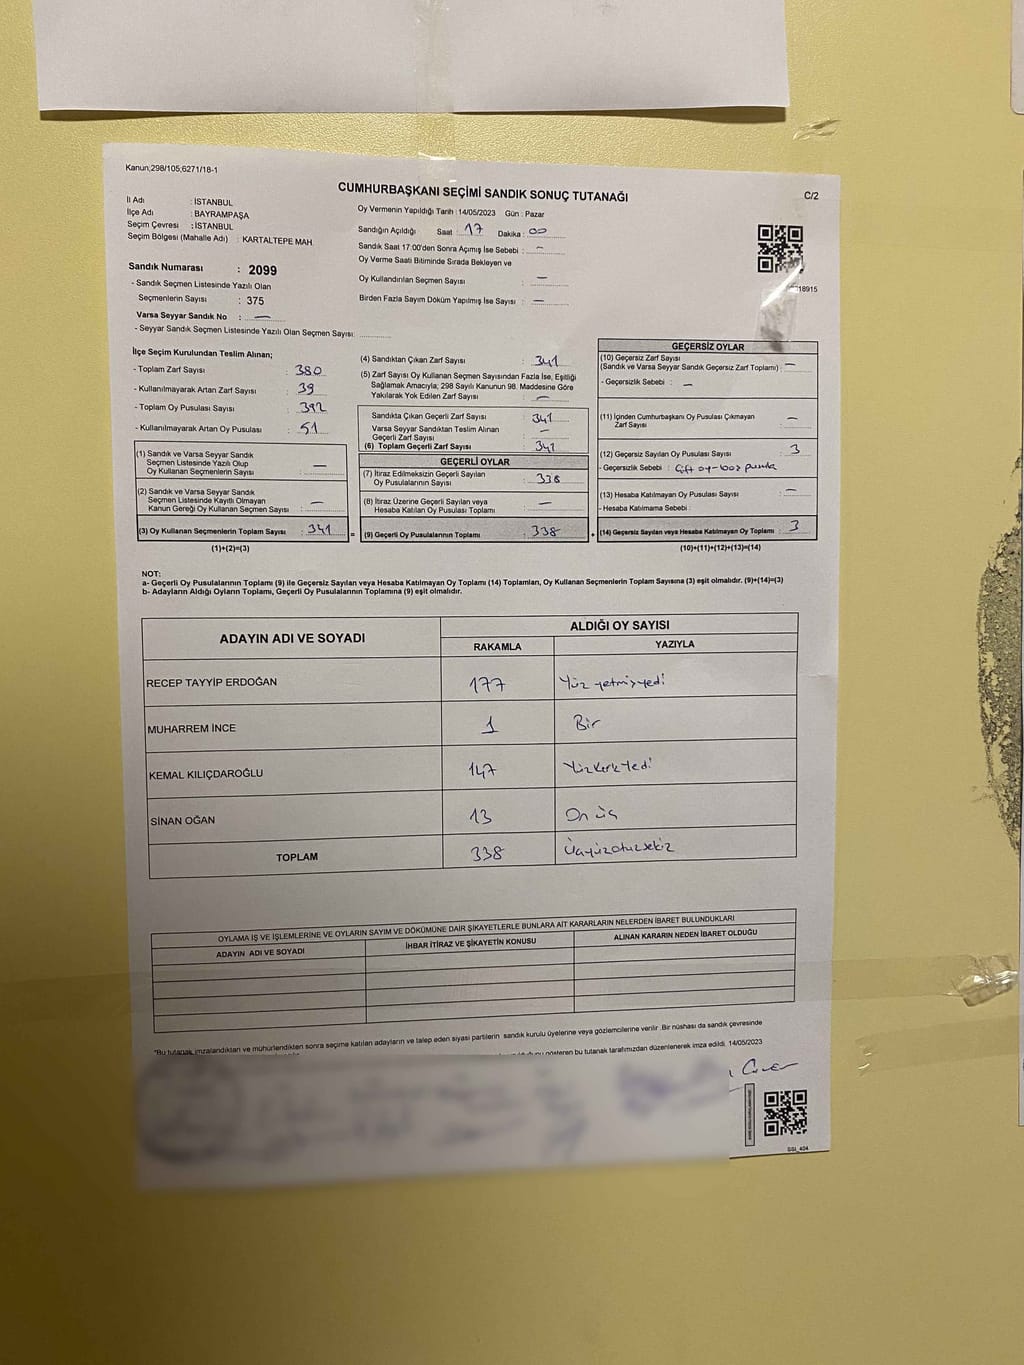 Kanun;298/105;6271/18-1
CUMHURBAŞKANI SEÇİMİ SANDIK SONUÇ TUTANAĞI
C/2
İl Adı : İSTANBUL
İlçe Adı : BAYRAMPAŞA
Seçim Çevresi : İSTANBUL
Seçim Bölgesi (Mahalle Adı) : KARTALTEPE MAH.
Sandık Numarası : 2099
- Sandık Seçmen Listesinde Yazılı Olan
Seçmenlerin Sayısı : 375
Varsa Seyyar Sandık No : —
- Seyyar Sandık Seçmen Listesinde Yazılı Olan Seçmen Sayısı:
Oy Vermenin Yapıldığı Tarih : 14/05/2023 Gün : Pazar
Sandığın Açıldığı Saat : 17 Dakika : 00
Sandık Saat 17:00'den Sonra Açımış İse Sebebi : —
Oy Verme Saati Bitiminde Sırada Bekleyen ve
Oy Kullandırılan Seçmen Sayısı : —
Birden Fazla Sayım Döküm Yapılmış İse Sayısı : —
18915
İlçe Seçim Kurulundan Teslim Alınan;
- Toplam Zarf Sayısı : 380
- Kullanılmayarak Artan Zarf Sayısı : 39
- Toplam Oy Pusulası Sayısı : 392
- Kullanılmayarak Artan Oy Pusulası : 51
(1) Sandık ve Varsa Seyyar Sandık
Seçmen Listesinde Yazılı Olup
Oy Kullanan Seçmenlerin Sayısı : —
(2) Sandık ve Varsa Seyyar Sandık
Seçmen Listesinde Kayıtlı Olmayan
Kanun Gereği Oy Kullanan Seçmen Sayısı : —
(3) Oy Kullanan Seçmenlerin Toplam Sayısı : 341
(1)+(2)=(3)
(4) Sandıktan Çıkan Zarf Sayısı : 341
(5) Zarf Sayısı Oy Kullanan Seçmen Sayısından Fazla İse, Eşitliği
Sağlamak Amacıyla; 298 Sayılı Kanunun 98. Maddesine Göre
Yakılarak Yok Edilen Zarf Sayısı : —
Sandıkta Çıkan Geçerli Zarf Sayısı : 341
Varsa Seyyar Sandıktan Teslim Alınan
Geçerli Zarf Sayısı : —
(6) Toplam Geçerli Zarf Sayısı : 341
GEÇERLİ OYLAR
(7) İtiraz Edilmeksizin Geçerli Sayılan
Oy Pusulalarının Sayısı : 338
(8) İtiraz Üzerine Geçerli Sayılan veya
Hesaba Katılan Oy Pusulası Toplamı : —
= (9) Geçerli Oy Pusulalarının Toplamı : 338
GEÇERSİZ OYLAR
(10) Geçersiz Zarf Sayısı
(Sandık ve Varsa Seyyar Sandık Geçersiz Zarf Toplamı) : —
- Geçersizlik Sebebi : —
(11) İçinden Cumhurbaşkanı Oy Pusulası Çıkmayan
Zarf Sayısı : —
(12) Geçersiz Sayılan Oy Pusulası Sayısı : 3
- Geçersizlik Sebebi : Çift oy - pusula
(13) Hesaba Katılmayan Oy Pusulası Sayısı : —
- Hesaba Katılmama Sebebi :
+ (14) Geçersiz Sayılan veya Hesaba Katılmayan Oy Toplamı : 3
(10)+(11)+(12)+(13)=(14)
NOT:
a- Geçerli Oy Pusulalarının Toplamı (9) ile Geçersiz Sayılan veya Hesaba Katılmayan Oy Toplamı (14) Toplamları, Oy Kullanan Seçmenlerin Toplam Sayısına (3) eşit olmalıdır. (9)+(14)=(3)
b- Adayların Aldığı Oyların Toplamı, Geçerli Oy Pusulalarının Toplamına (9) eşit olmalıdır.
ADAYIN ADI VE SOYADI
ALDIĞI OY SAYISI
RAKAMLA YAZIYLA
RECEP TAYYİP ERDOĞAN 177 Yüz yetmişyedi
MUHARREM İNCE 1 Bir
KEMAL KILIÇDAROĞLU 147 Yüzkırkyedi
SİNAN OĞAN 13 On üç
TOPLAM 338 Üçyüzotuzsekiz
OYLAMA İŞ VE İŞLEMLERİNE VE OYLARIN SAYIM VE DÖKÜMÜNE DAİR ŞİKAYETLERLE BUNLARA AİT KARARLARIN NELERDEN İBARET BULUNDUKLARI
ADAYIN ADI VE SOYADI İHBAR İTİRAZ VE ŞİKAYETİN KONUSU ALINAN KARARIN NEDEN İBARET OLDUĞU
*Bu tutanak imzalandıktan ve mühürlendikten sonra seçime katılan adayların ve talep eden siyasi partilerin sandık kurulu üyelerine veya gözlemcilerine verilir .Bir nüshası da sandık çevresinde
gösteren bu tutanak tarafımızdan düzenlenerek imza edildi. 14/05/2023